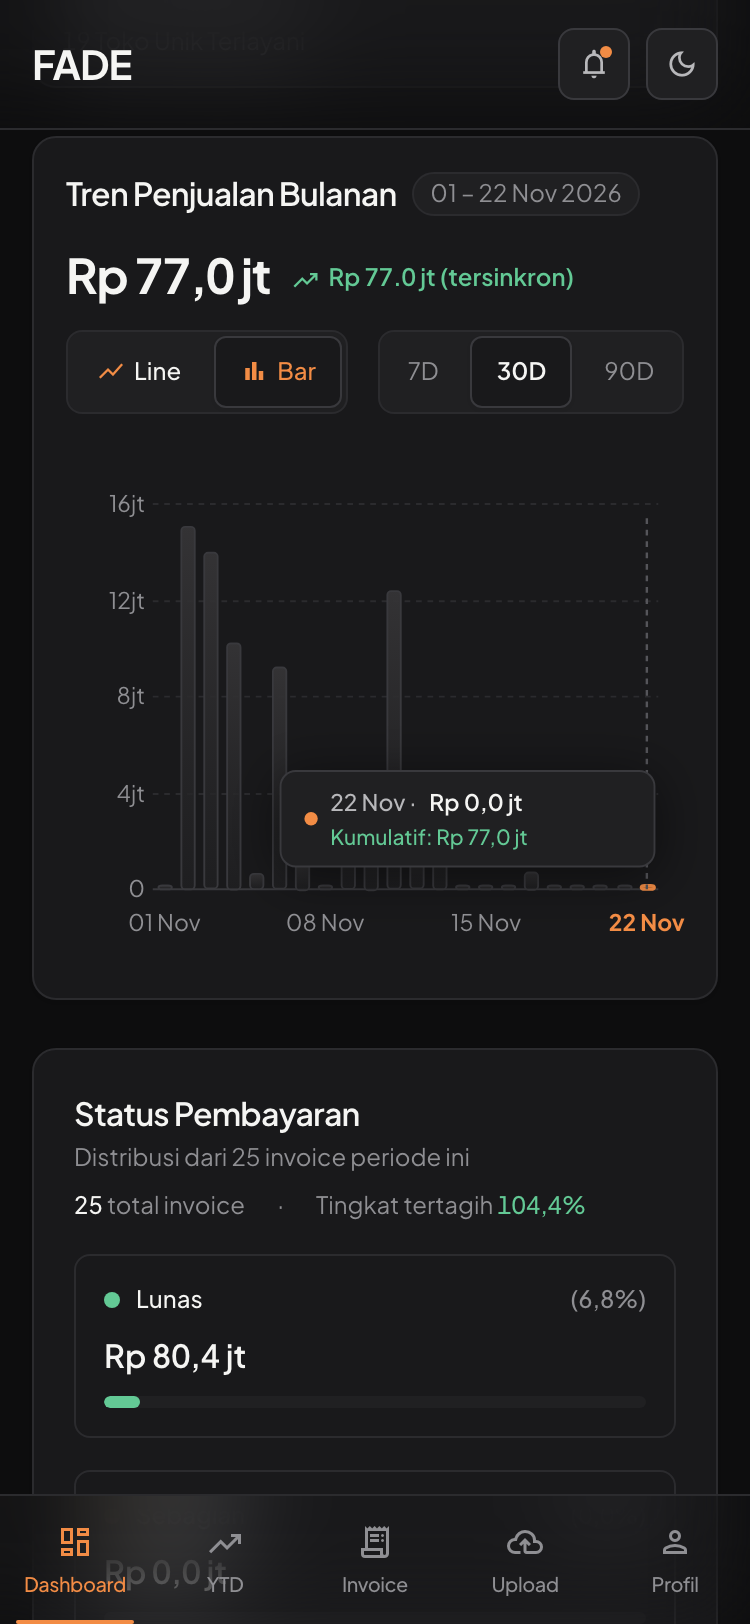 19 Toko Unik Terlayani
FADE
Tren Penjualan Bulanan 01 – 22 Nov 2026
Rp 77,0 jt Rp 77.0 jt (tersinkron)
Line Bar 7D 30D 90D
16jt
12jt
8jt
4jt
22 Nov · Rp 0,0 jt
Kumulatif: Rp 77,0 jt
0
01 Nov 08 Nov 15 Nov 22 Nov
Status Pembayaran
Distribusi dari 25 invoice periode ini
25 total invoice · Tingkat tertagih 104,4%
Lunas (6,8%)
Rp 80,4 jt
Rp 0,0 jt
Dashboard YTD Invoice Upload Profil